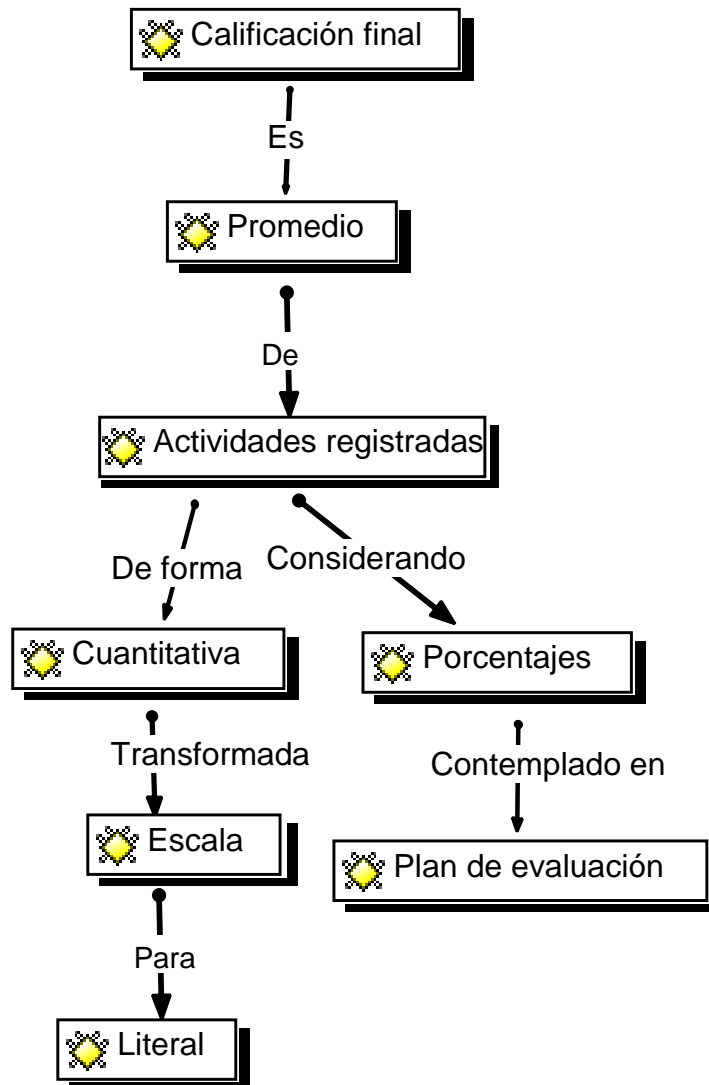 Calificación final
Es
Promedio
De
Actividades registradas
De forma
Considerando
Cuantitativa
Porcentajes
Transformada
Contemplado en
Escala
Plan de evaluación
Para
Literal